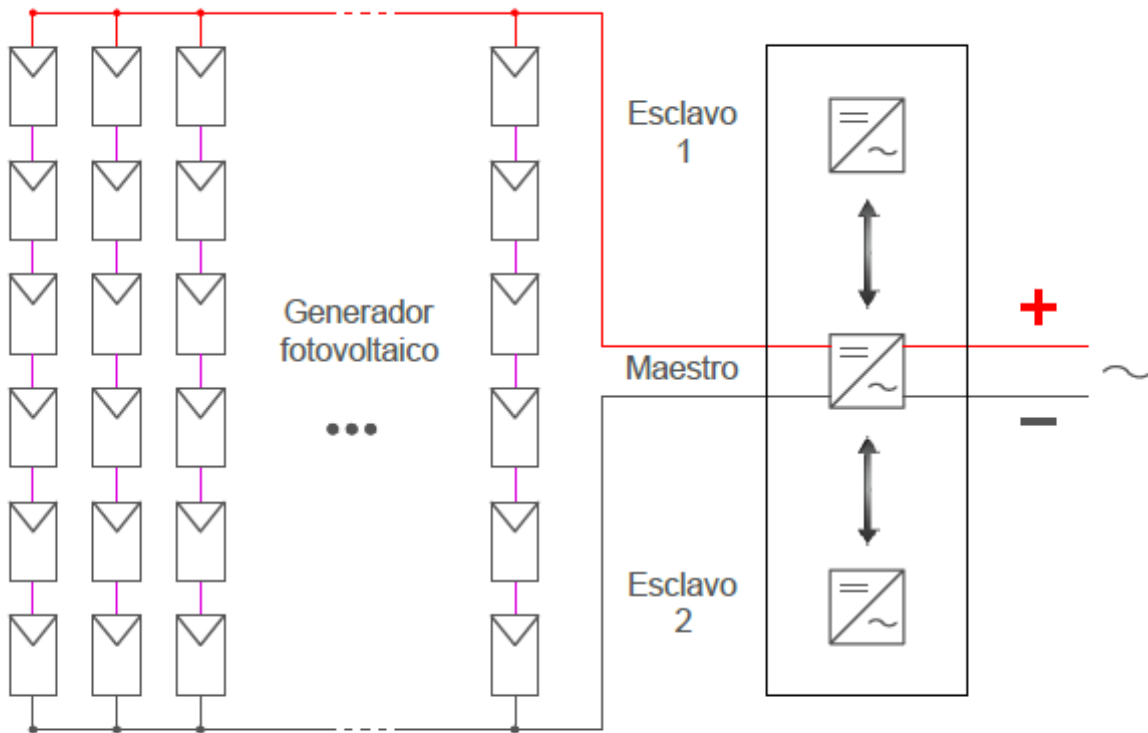 Esclavo
1
Generador
fotovoltaico
•••
Maestro
+
−
~
Esclavo
2